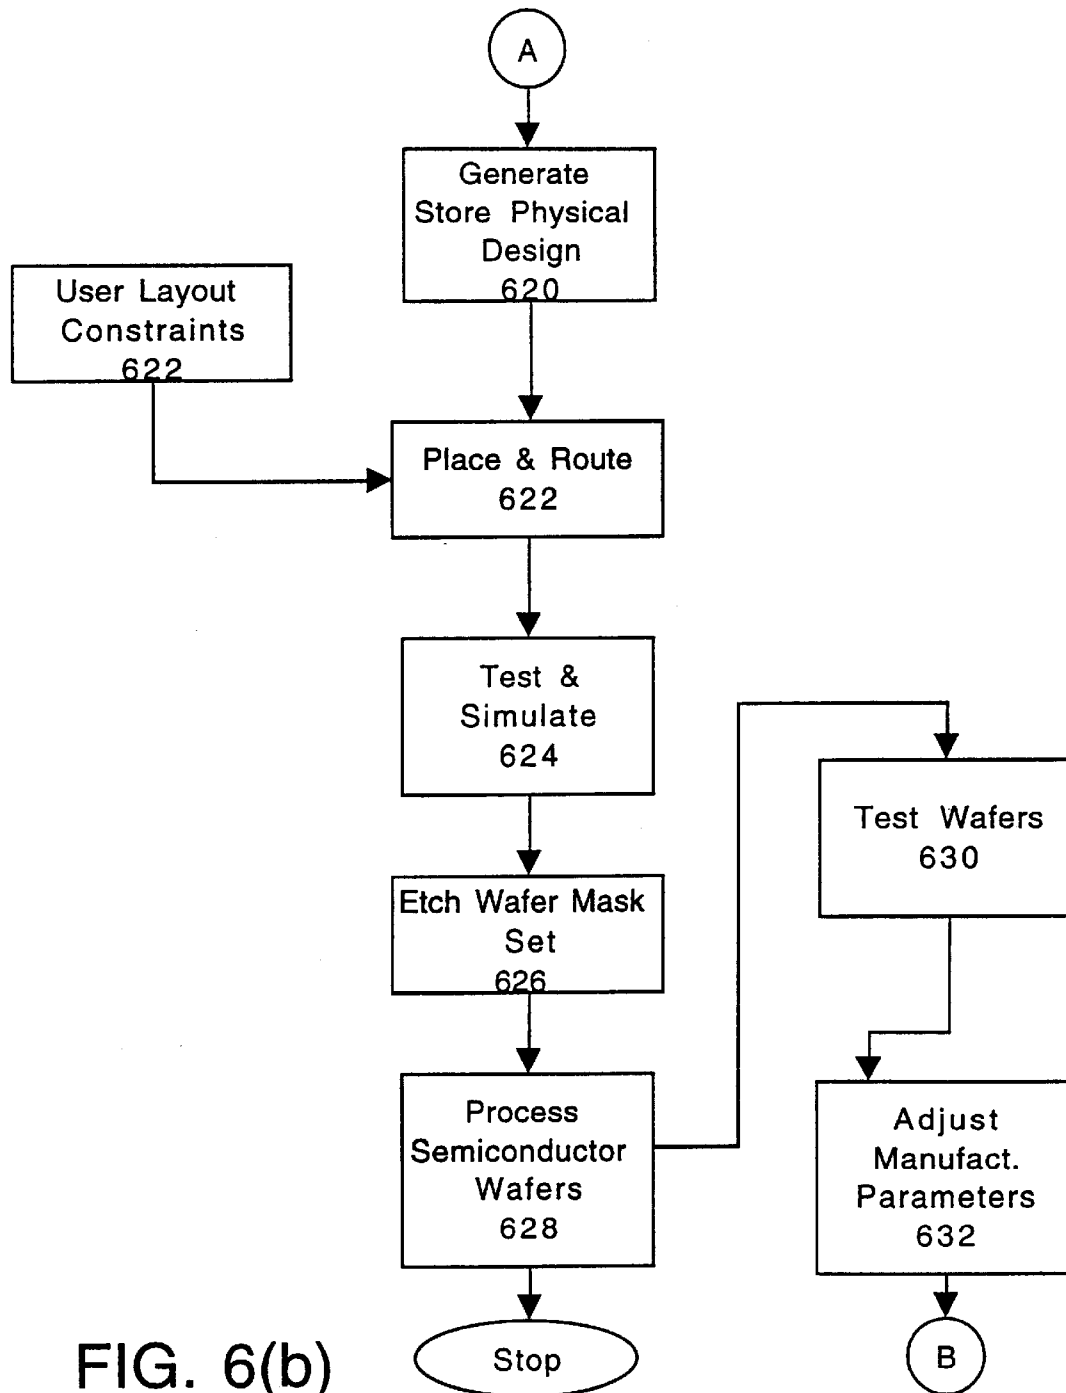 A
Generate
Store Physical
Design
620
User Layout
Constraints
622
Place & Route
622
Test &
Simulate
624
Etch Wafer Mask
Set
626
Process
Semiconductor
Wafers
628
Stop
Test Wafers
630
Adjust
Manufact.
Parameters
632
B
FIG. 6(b)